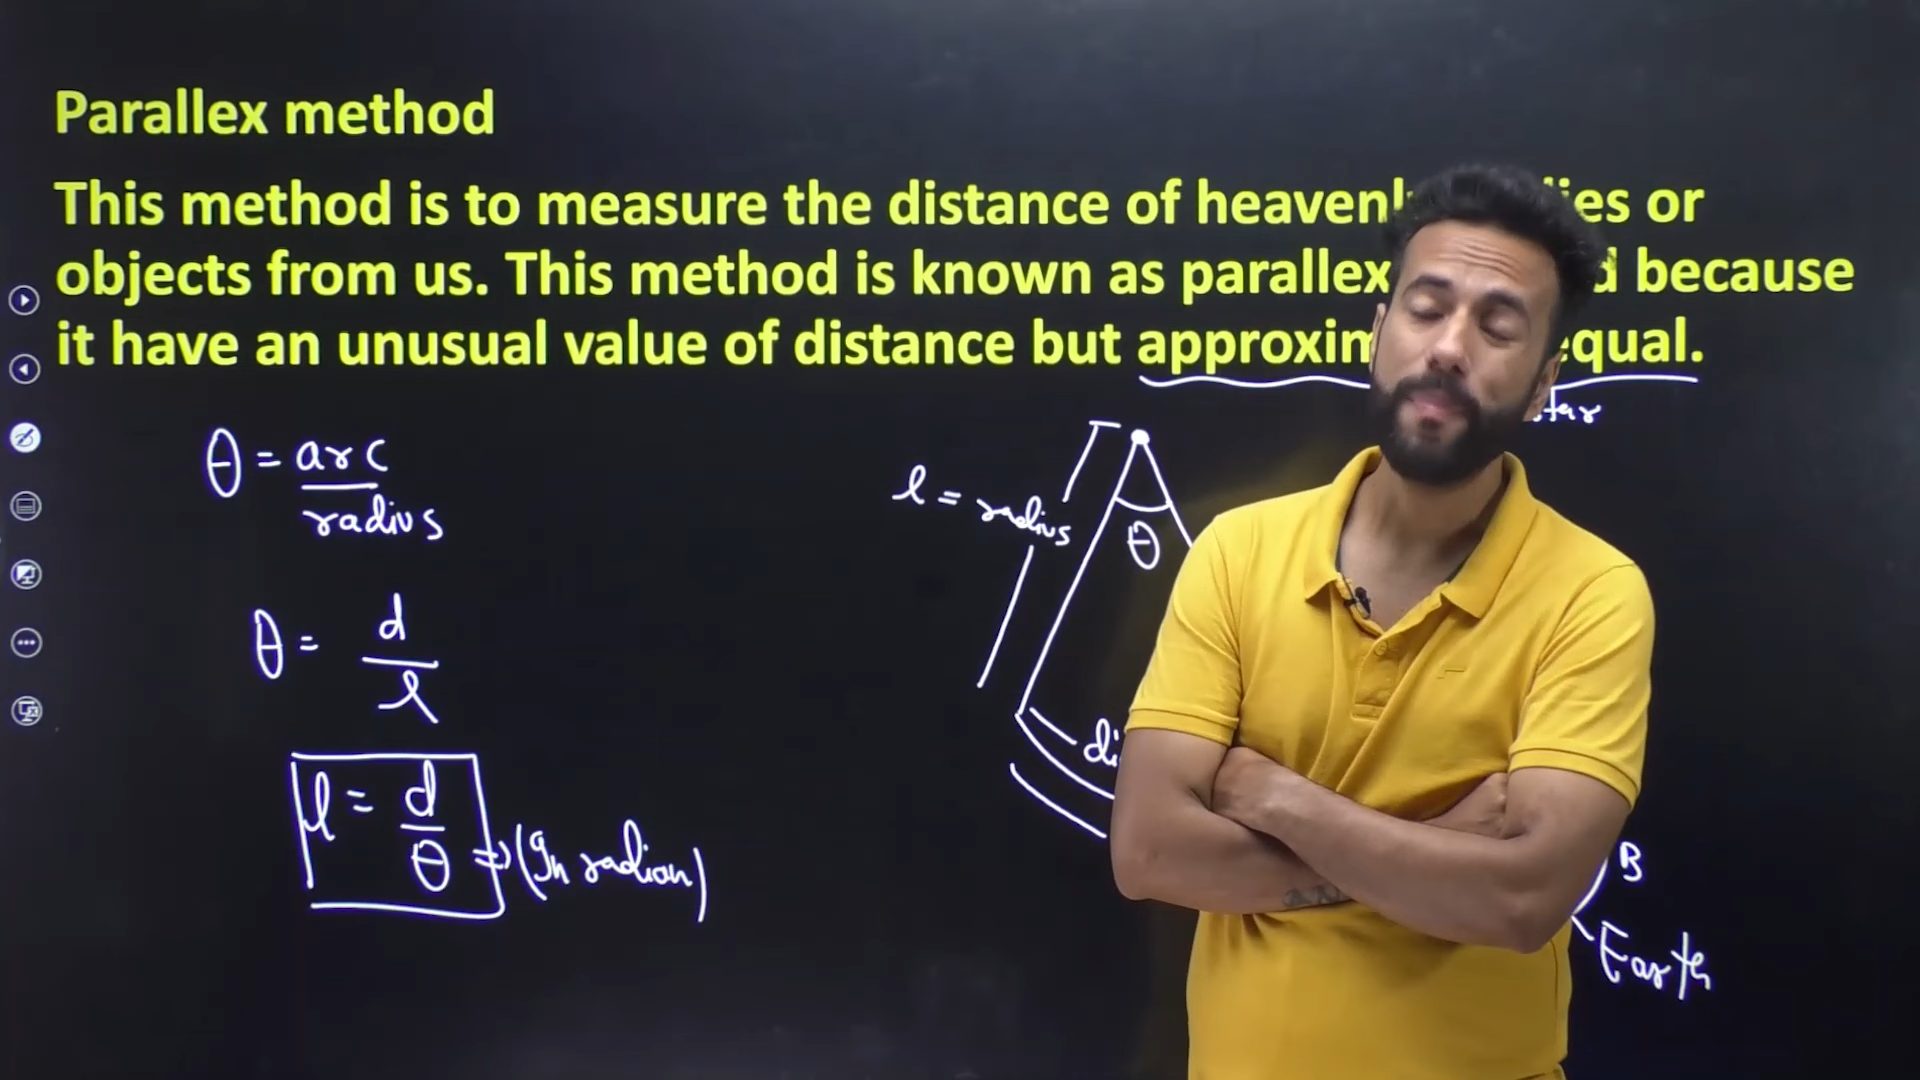 Parallex method
This method is to measure the distance of heavenl ies or
objects from us. This method is known as parallex d because
it have an unusual value of distance but approxim equal.
θ = arc
radius
θ = d
l
l = d
θ ⇒ (In radian)
l = radius
θ
di
B
Earth